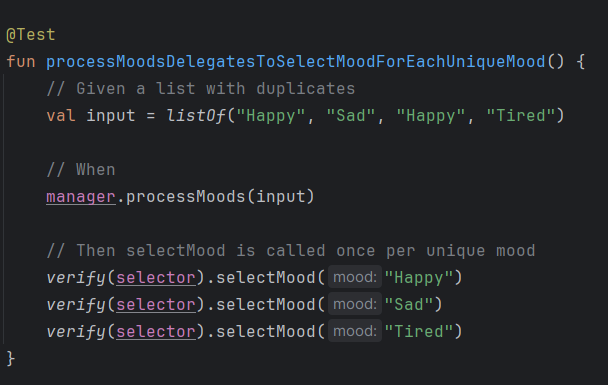 @Test
fun processMoodsDelegatesToSelectMoodForEachUniqueMood() {
    // Given a list with duplicates
    val input = listOf("Happy", "Sad", "Happy", "Tired")

    // When
    manager.processMoods(input)

    // Then selectMood is called once per unique mood
    verify(selector).selectMood( mood: "Happy")
    verify(selector).selectMood( mood: "Sad")
    verify(selector).selectMood( mood: "Tired")
}